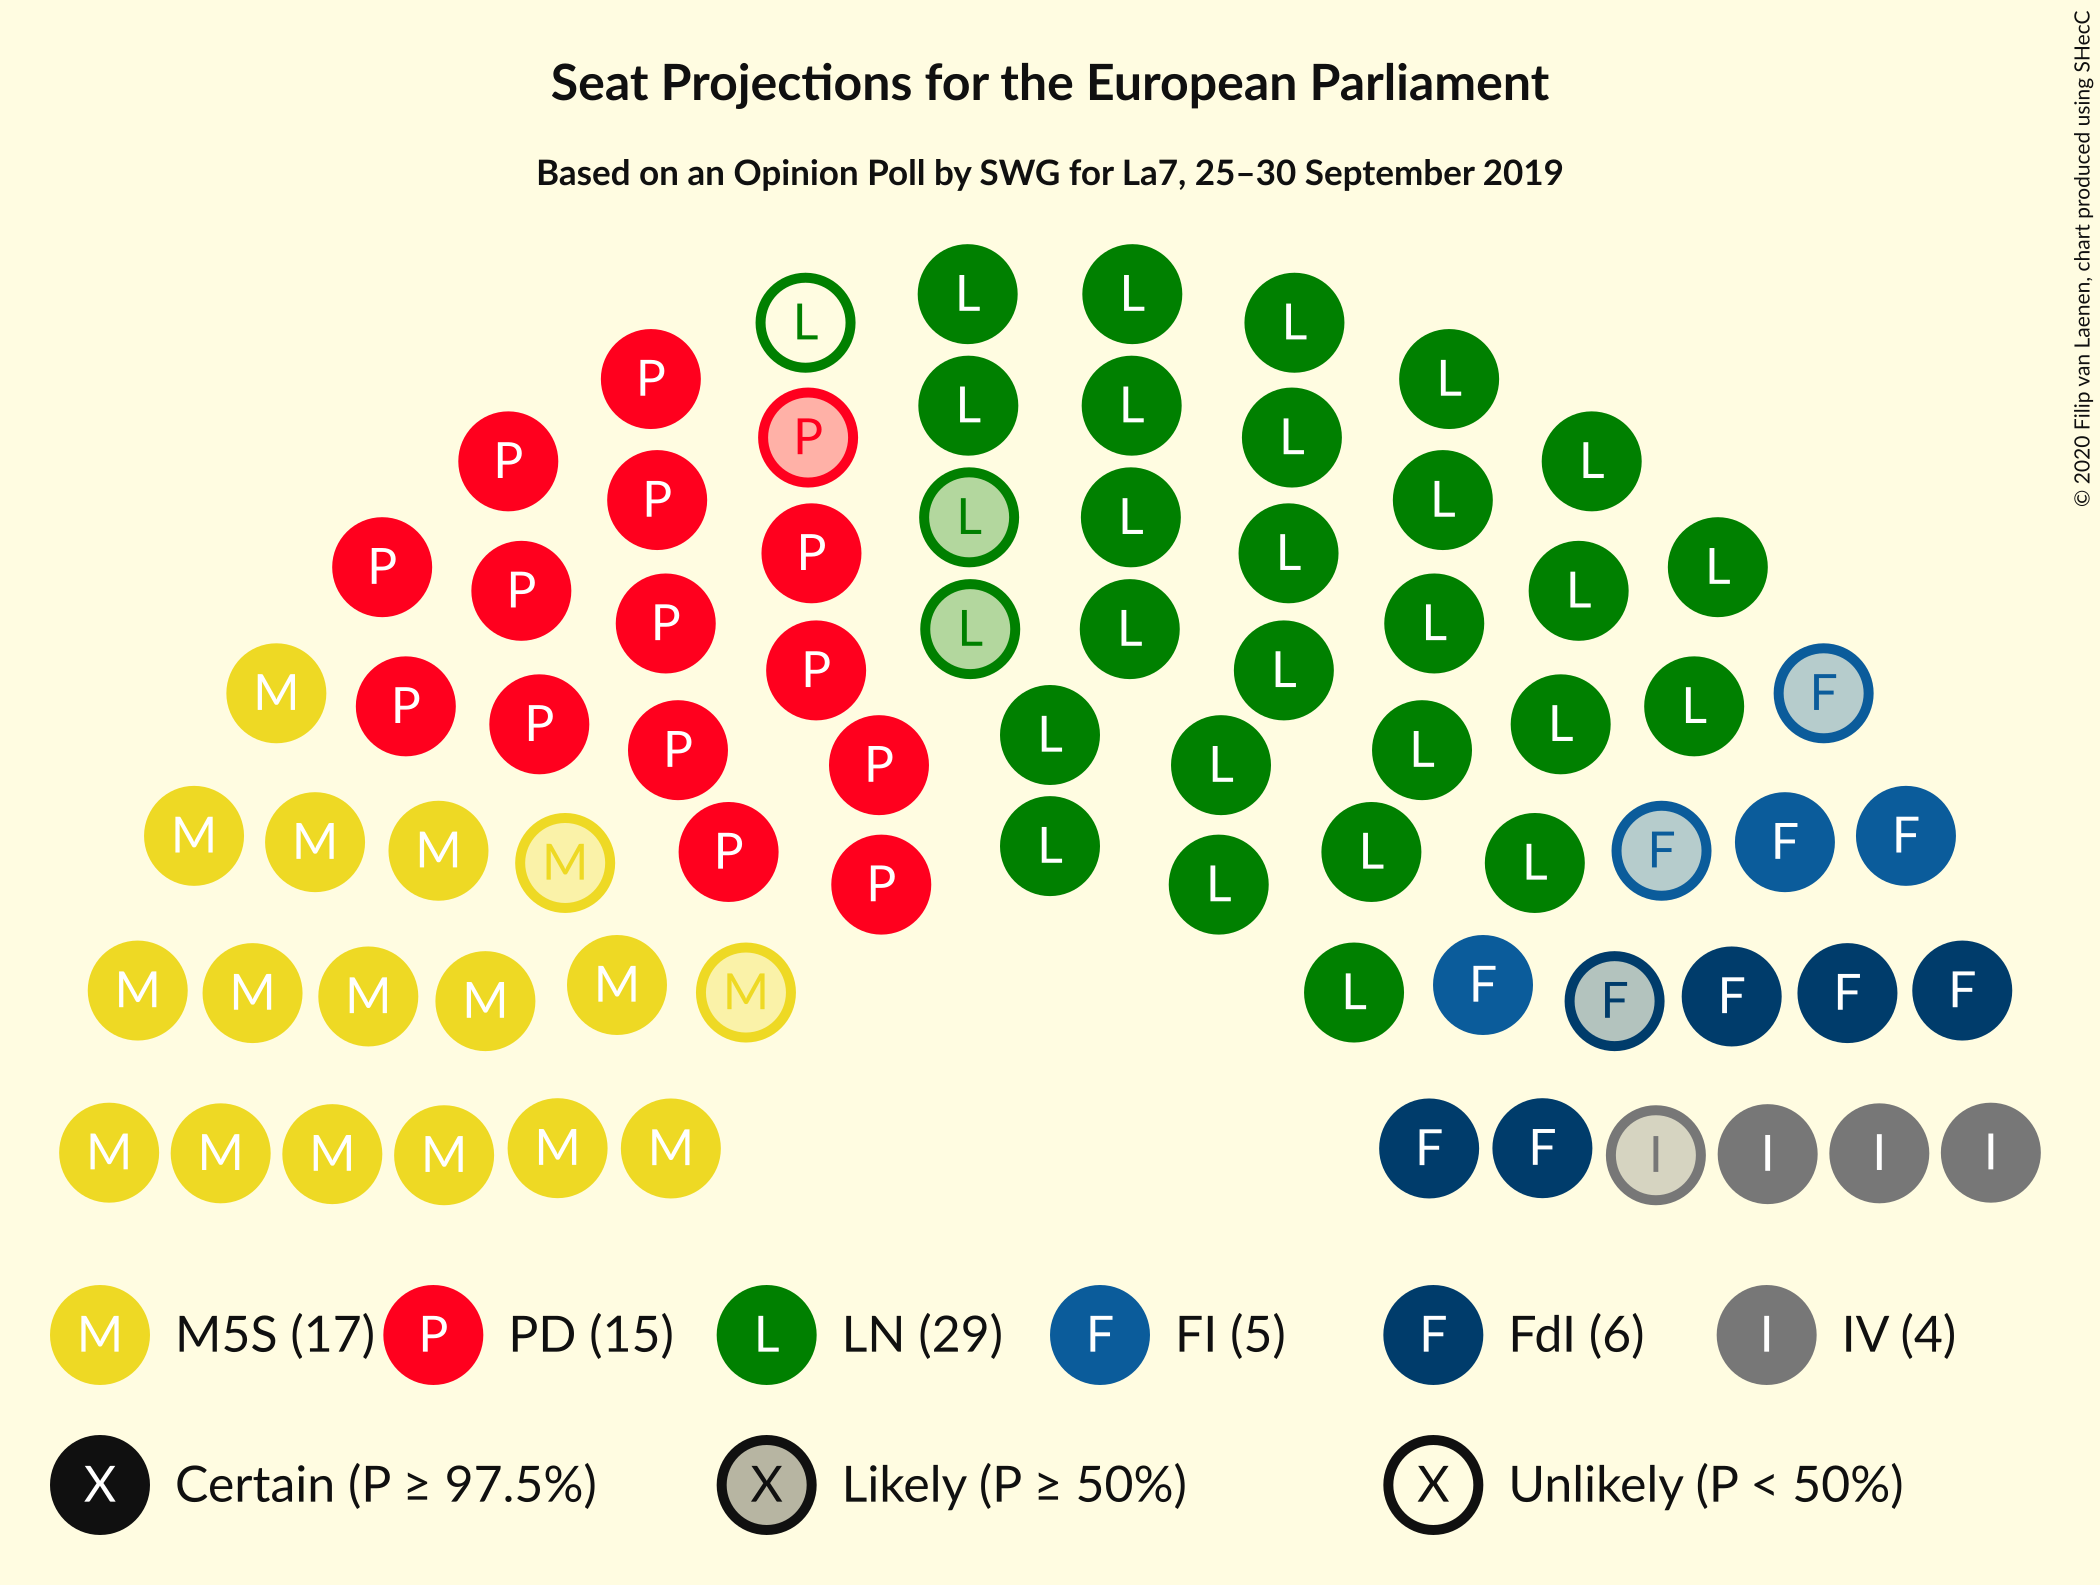 Seat Projections for the European Parliament
Based on an Opinion Poll by SWG for La7, 25–30 September 2019
© 2020 Filip van Laenen, chart produced using SHecC
L L
L L
P L
L L
P P L
P L L
P P L
P L L
P P L L
L L
P P L L
M P P P P L L L L L F
L P L
M M M M P L L L F F F
P L
M M M M M M L F F F F F
M M M M M M F F I I I I
M M5S (17) P PD (15) L LN (29) F FI (5) F FdI (6) I IV (4)
X Certain (P ≥ 97.5%) X Likely (P ≥ 50%) X Unlikely (P < 50%)